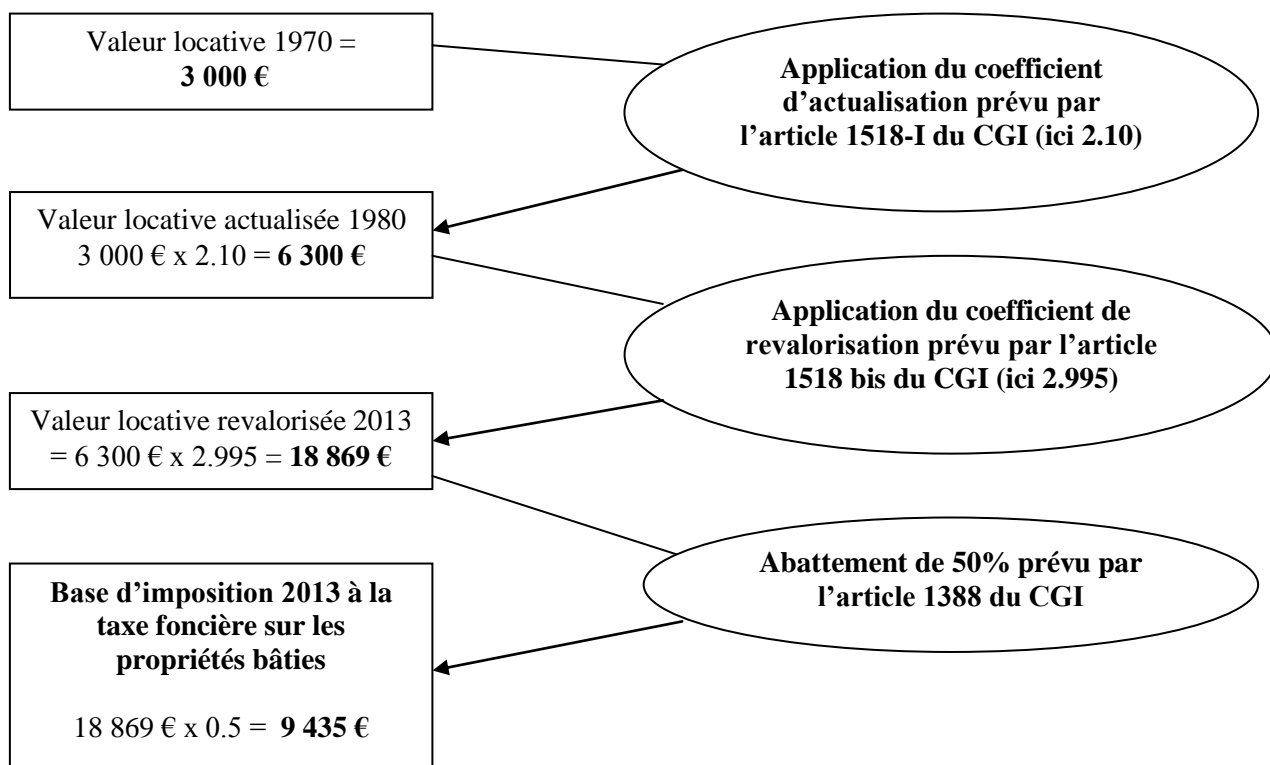 Valeur locative 1970 =
3 000 €
Application du coefficient
d’actualisation prévu par
l’article 1518-I du CGI (ici 2.10)
Valeur locative actualisée 1980
3 000 € x 2.10 = 6 300 €
Application du coefficient de
revalorisation prévu par l’article
1518 bis du CGI (ici 2.995)
Valeur locative revalorisée 2013
= 6 300 € x 2.995 = 18 869 €
Abattement de 50% prévu par
l’article 1388 du CGI
Base d’imposition 2013 à la
taxe foncière sur les
propriétés bâties
18 869 € x 0.5 = 9 435 €